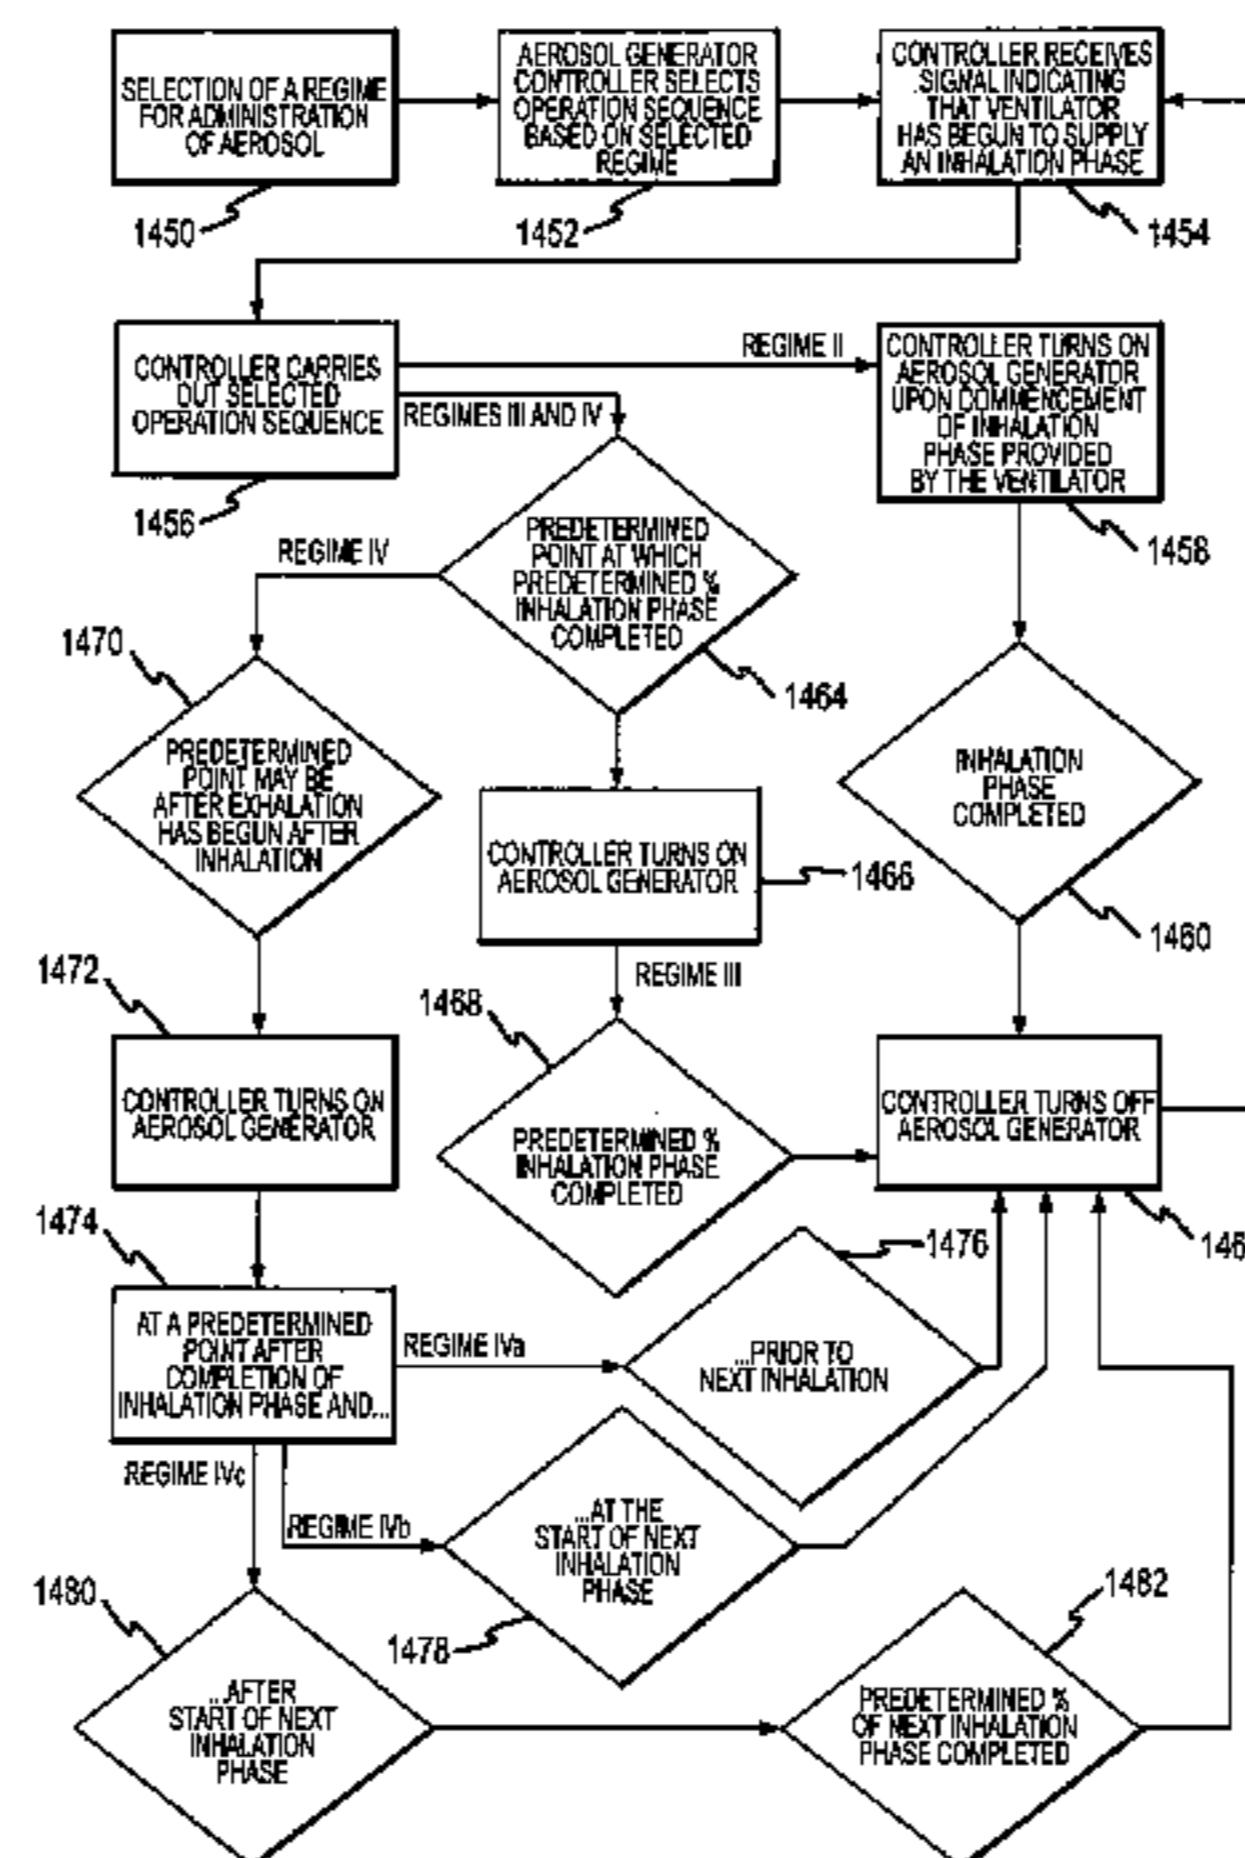 SELECTION OF A REGIME
FOR ADMINISTRATION
OF AEROSOL
1450
AEROSOL GENERATOR
CONTROLLER SELECTS
OPERATION SEQUENCE
BASED ON SELECTED
REGIME
1452
CONTROLLER RECEIVES
SIGNAL INDICATING
THAT VENTILATOR
HAS BEGUN TO SUPPLY
AN INHALATION PHASE
1454
CONTROLLER CARRIES
OUT SELECTED
OPERATION SEQUENCE
1456
REGIME II
REGIMES III AND IV
CONTROLLER TURNS ON
AEROSOL GENERATOR
UPON COMMENCEMENT
OF INHALATION
PHASE PROVIDED
BY THE VENTILATOR
1458
REGIME IV
PREDETERMINED
POINT AT WHICH
PREDETERMINED %
INHALATION PHASE
COMPLETED
1464
1470
PREDETERMINED
POINT MAY BE
AFTER EXHALATION
HAS BEGUN AFTER
INHALATION
INHALATION
PHASE
COMPLETED
1460
CONTROLLER TURNS ON
AEROSOL GENERATOR
1466
REGIME III
1472
CONTROLLER TURNS ON
AEROSOL GENERATOR
1468
PREDETERMINED %
INHALATION PHASE
COMPLETED
CONTROLLER TURNS OFF
AEROSOL GENERATOR
146
1474
AT A PREDETERMINED
POINT AFTER
COMPLETION OF
INHALATION PHASE AND...
REGIME IVa
1476
...PRIOR TO
NEXT INHALATION
REGIME IVc
REGIME IVb
...AT THE
START OF NEXT
INHALATION
PHASE
1478
1480
...AFTER
START OF NEXT
INHALATION
PHASE
1482
PREDETERMINED %
OF NEXT INHALATION
PHASE COMPLETED